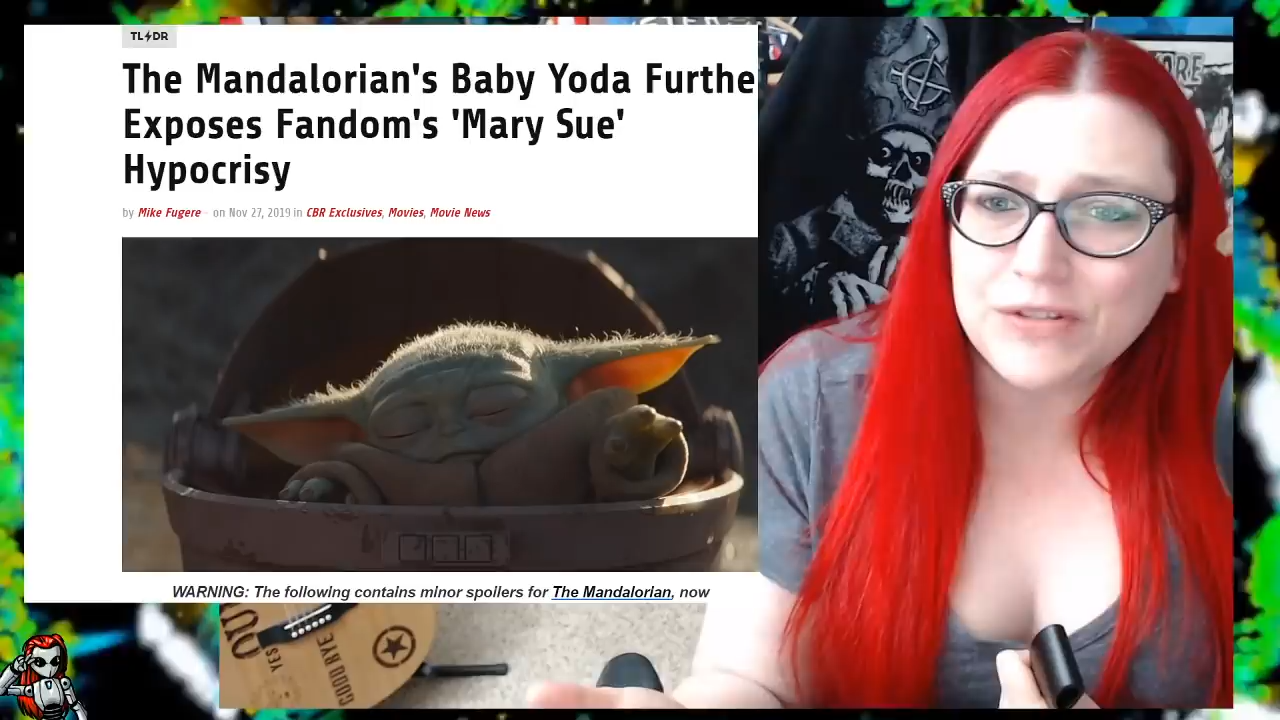 TL⚡DR
The Mandalorian's Baby Yoda Furthe
Exposes Fandom's 'Mary Sue'
Hypocrisy
by Mike Fugere - on Nov 27, 2019 in CBR Exclusives, Movies, Movie News
WARNING: The following contains minor spoilers for The Mandalorian, now
YES
GOOD BYE